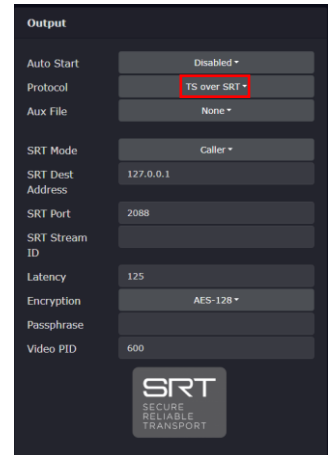 Output
Auto Start Disabled
Protocol TS over SRT
Aux File None
SRT Mode Caller
SRT Dest
Address 127.0.0.1
SRT Port 2088
SRT Stream
ID
Latency 125
Encryption AES-128
Passphrase
Video PID 600
SRT
SECURE
RELIABLE
TRANSPORT